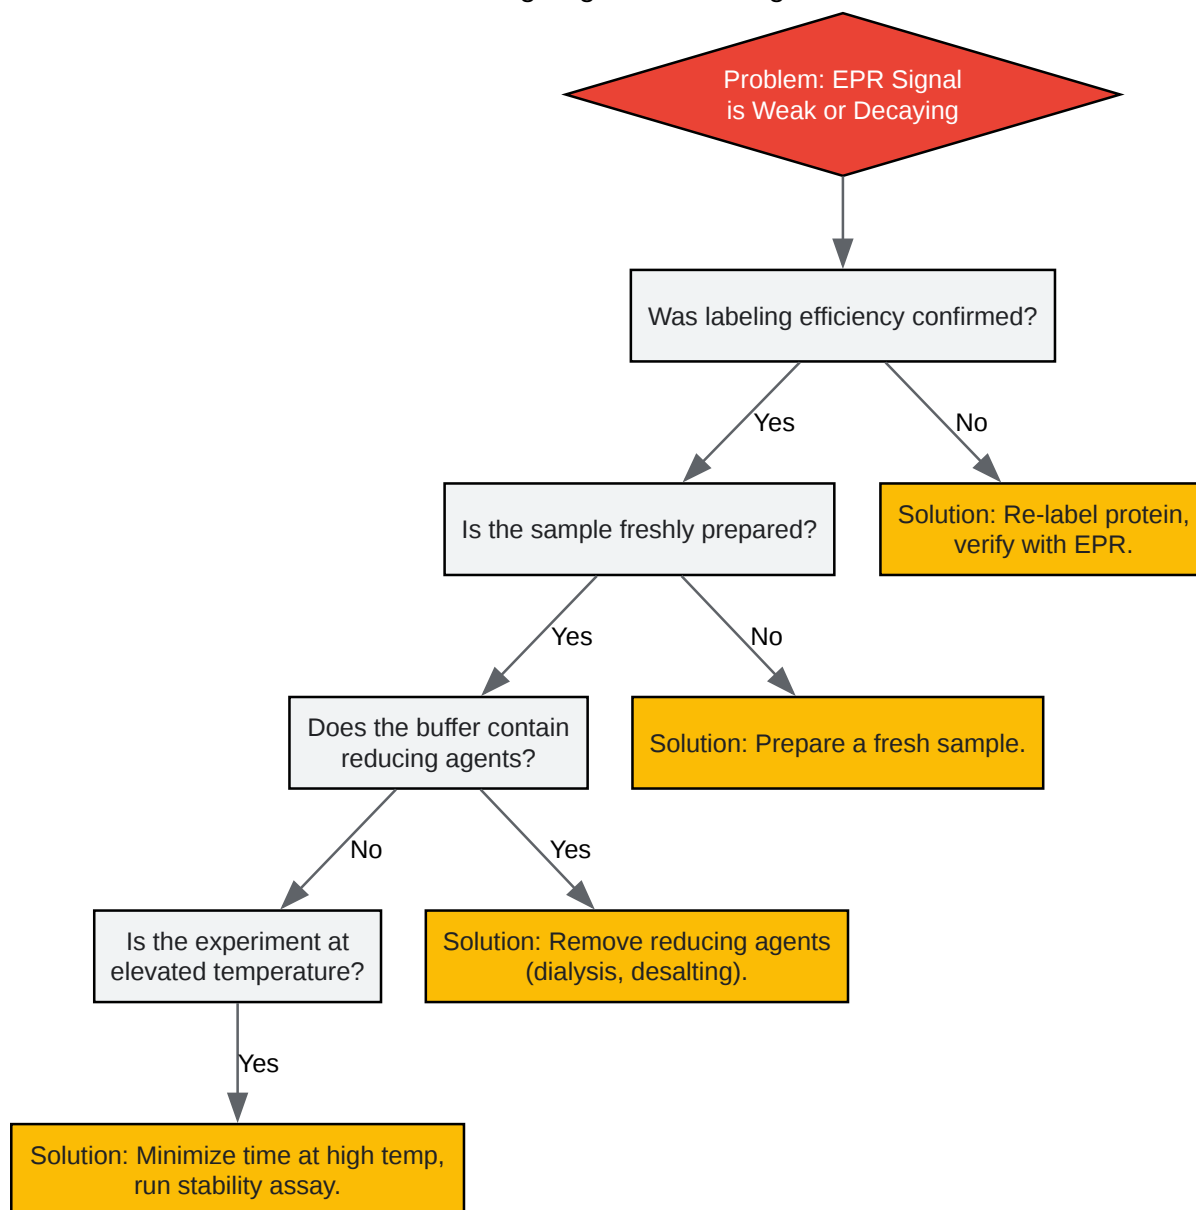 Problem: EPR Signal
is Weak or Decaying
Was labeling efficiency confirmed?
Yes
No
Is the sample freshly prepared?
Solution: Re-label protein,
verify with EPR.
Yes
No
Does the buffer contain
reducing agents?
Solution: Prepare a fresh sample.
No
Yes
Is the experiment at
elevated temperature?
Solution: Remove reducing agents
(dialysis, desalting).
Yes
Solution: Minimize time at high temp,
run stability assay.